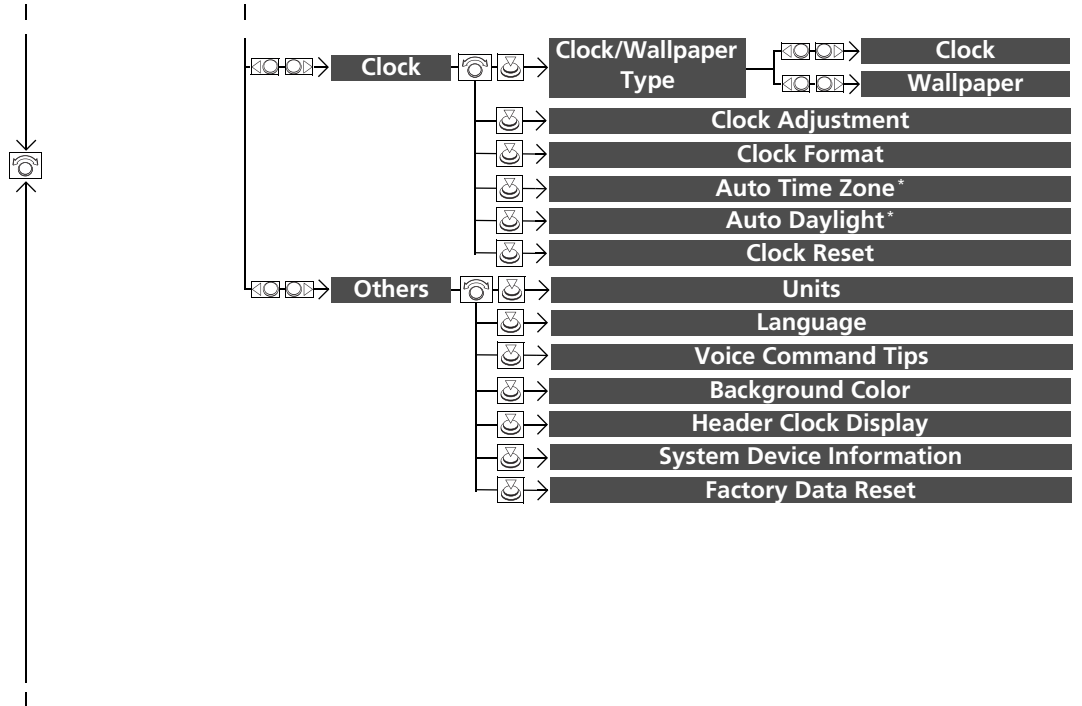 Clock
Clock/Wallpaper
Type
Clock
Wallpaper
Clock Adjustment
Clock Format
Auto Time Zone*
Auto Daylight*
Clock Reset
Others
Units
Language
Voice Command Tips
Background Color
Header Clock Display
System Device Information
Factory Data Reset